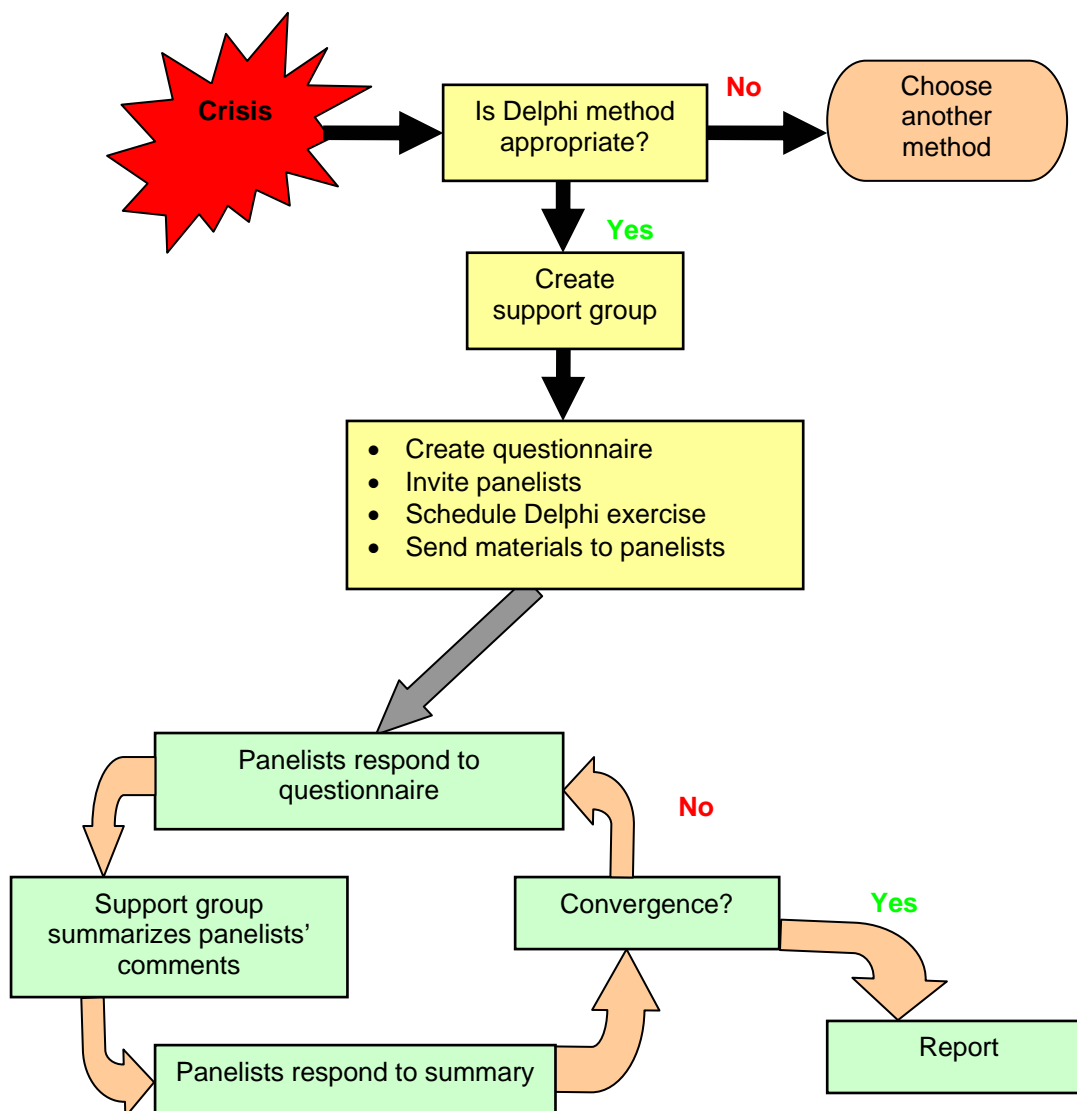 Crisis
Is Delphi method
appropriate?
No
Choose
another
method
Yes
Create
support group
• Create questionnaire
• Invite panelists
• Schedule Delphi exercise
• Send materials to panelists
Panelists respond to
questionnaire
No
Support group
summarizes panelists’
comments
Convergence?
Yes
Panelists respond to summary
Report